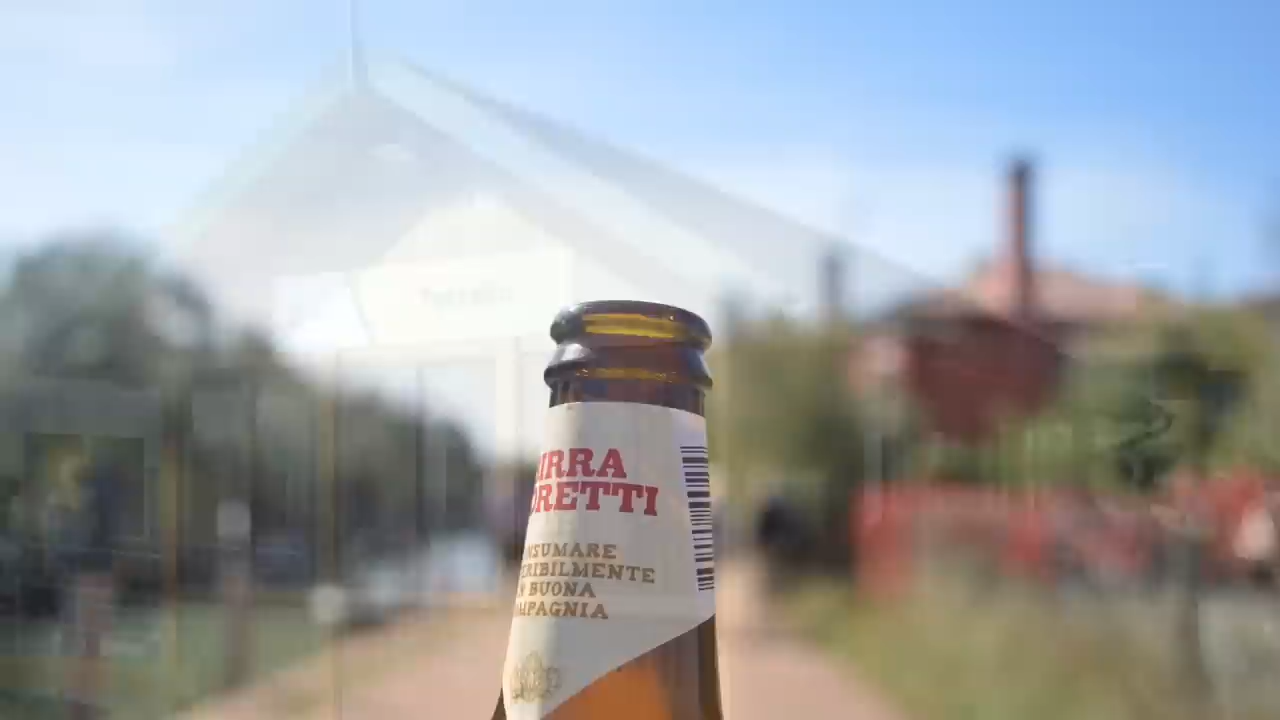 IRRA
RETTI
NSUMARE
ERIBILMENTE
N BUONA
MPAGNIA